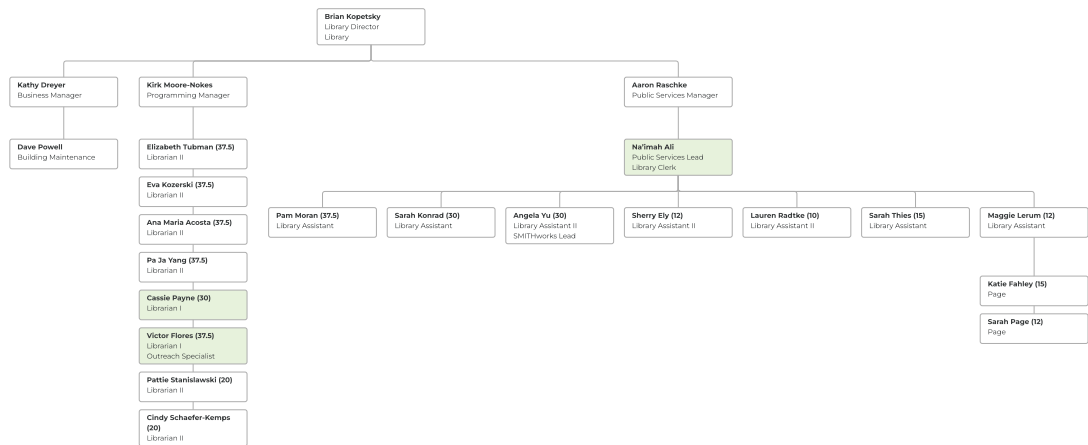 Brian Kopetsky
Library Director
Library
Kathy Dreyer
Business Manager
Kirk Moore-Nokes
Programming Manager
Aaron Raschke
Public Services Manager
Dave Powell
Building Maintenance
Elizabeth Tubman (37.5)
Librarian II
Na'imah Ali
Public Services Lead
Library Clerk
Eva Kozerski (37.5)
Librarian II
Ana Maria Acosta (37.5)
Librarian II
Pa Ja Yang (37.5)
Librarian II
Cassie Payne (30)
Librarian I
Victor Flores (37.5)
Librarian I
Outreach Specialist
Pattie Stanislawski (20)
Librarian II
Cindy Schaefer-Kemps
(20)
Librarian II
Pam Moran (37.5)
Library Assistant
Sarah Konrad (30)
Library Assistant
Angela Yu (30)
Library Assistant II
SMITHworks Lead
Sherry Ely (12)
Library Assistant II
Lauren Radtke (10)
Library Assistant II
Sarah Thies (15)
Library Assistant
Maggie Lerum (12)
Library Assistant
Katie Fahley (15)
Page
Sarah Page (12)
Page